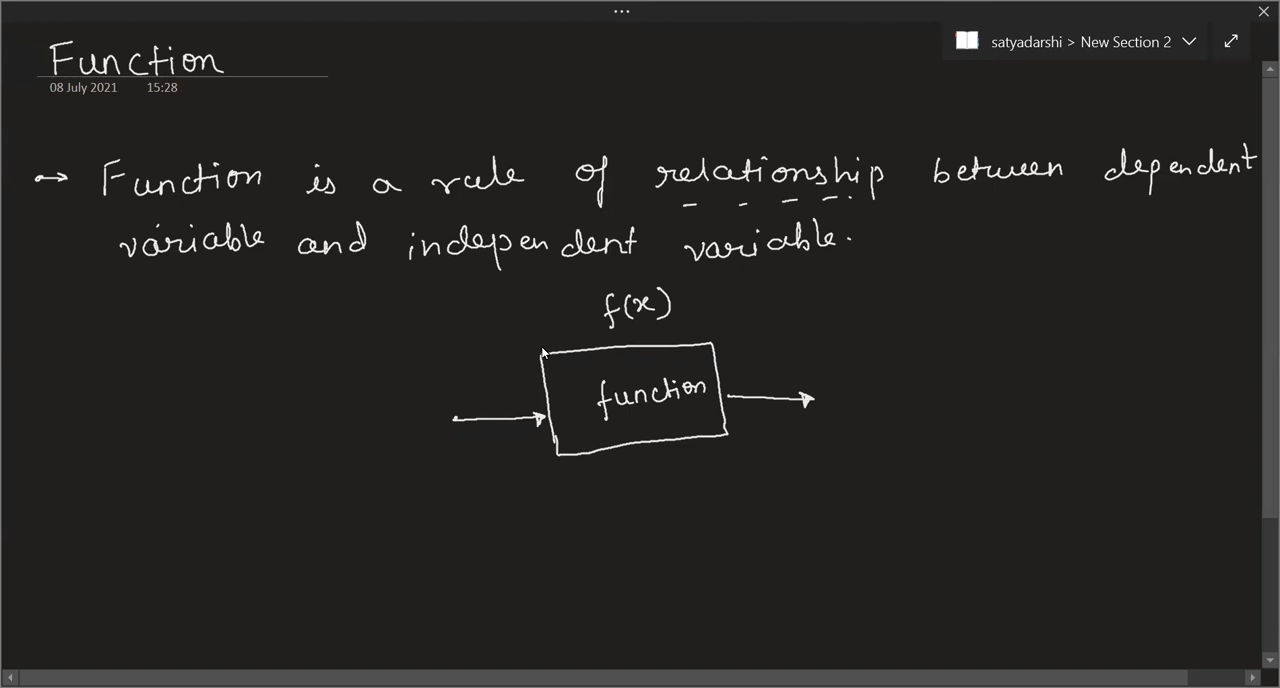 ...
satyadarshi > New Section 2
Function
08 July 2021 15:28
→ Function is a rule of relationship between dependent
variable and independent variable.
f(x)
function